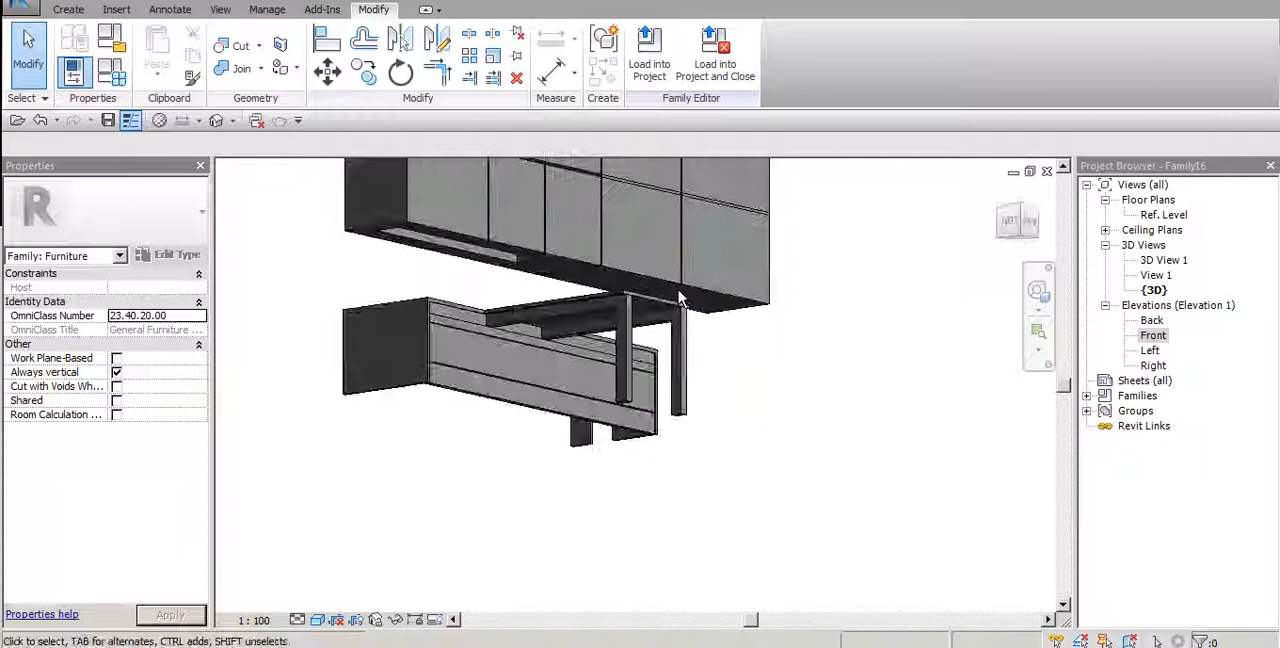 Create Insert Annotate View Manage Add-Ins Modify
Modify Paste Cut Join Load into Project Load into Project and Close
Select Properties Clipboard Geometry Modify Measure Create Family Editor
Properties
Family: Furniture Edit Type
Constraints
Host
Identity Data
OmniClass Number 23.40.20.00
OmniClass Title General Furniture ...
Other
Work Plane-Based
Always vertical
Cut with Voids Wh...
Shared
Room Calculation ...
Properties help Apply
1 : 100
Click to select, TAB for alternates, CTRL adds; SHIFT unselects.
:0
Project Browser - Family16
Views (all)
Floor Plans
Ref. Level
Ceiling Plans
3D Views
3D View 1
View 1
{3D}
Elevations (Elevation 1)
Back
Front
Left
Right
Sheets (all)
Families
Groups
Revit Links